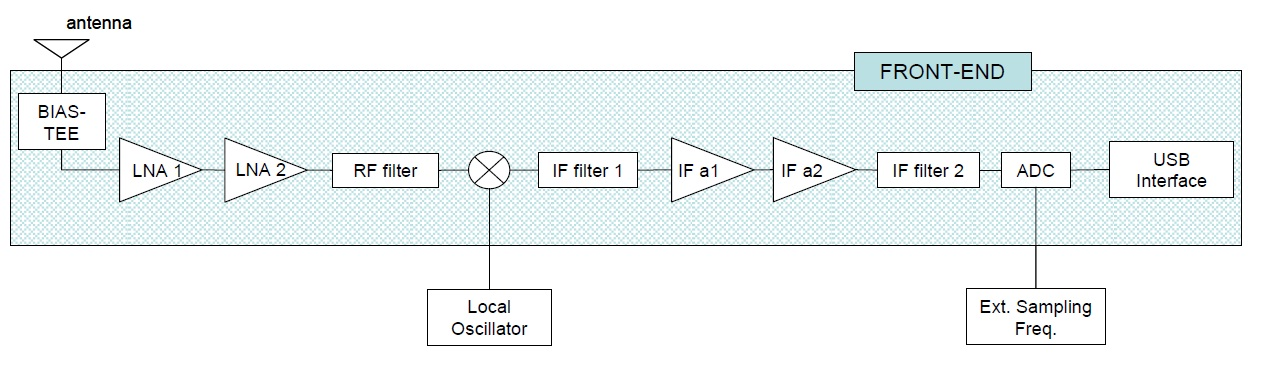 antenna
FRONT-END
BIAS-
TEE
LNA 1
LNA 2
RF filter
IF filter 1
IF a1
IF a2
IF filter 2
ADC
USB
Interface
Local
Oscillator
Ext. Sampling
Freq.